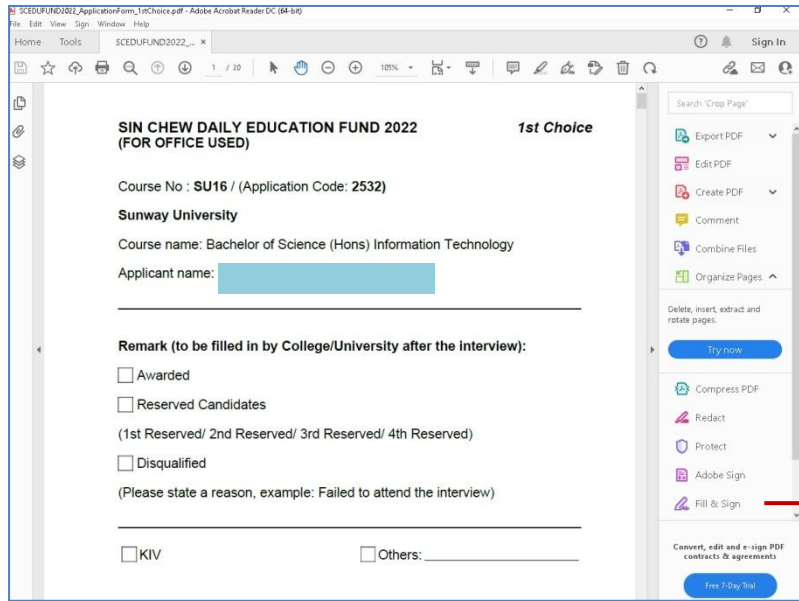 SCEDUFUND2022_ApplicationForm_1stChoice.pdf - Adobe Acrobat Reader DC (64-bit)
File Edit View Sign Window Help
Home Tools SCEDUFUND2022_... × Sign In
1 / 20 105%
SIN CHEW DAILY EDUCATION FUND 2022 1st Choice
(FOR OFFICE USED)
Course No : SU16 / (Application Code: 2532)
Sunway University
Course name: Bachelor of Science (Hons) Information Technology
Applicant name:
Remark (to be filled in by College/University after the interview):
Awarded
Reserved Candidates
(1st Reserved/ 2nd Reserved/ 3rd Reserved/ 4th Reserved)
Disqualified
(Please state a reason, example: Failed to attend the interview)
KIV Others:
Search 'Crop Page'
Export PDF
Edit PDF
Create PDF
Comment
Combine Files
Organize Pages
Delete, insert, extract and
rotate pages.
Try now
Compress PDF
Redact
Protect
Adobe Sign
Fill & Sign
Convert, edit and e-sign PDF
contracts & agreements
Free 7-Day Trial